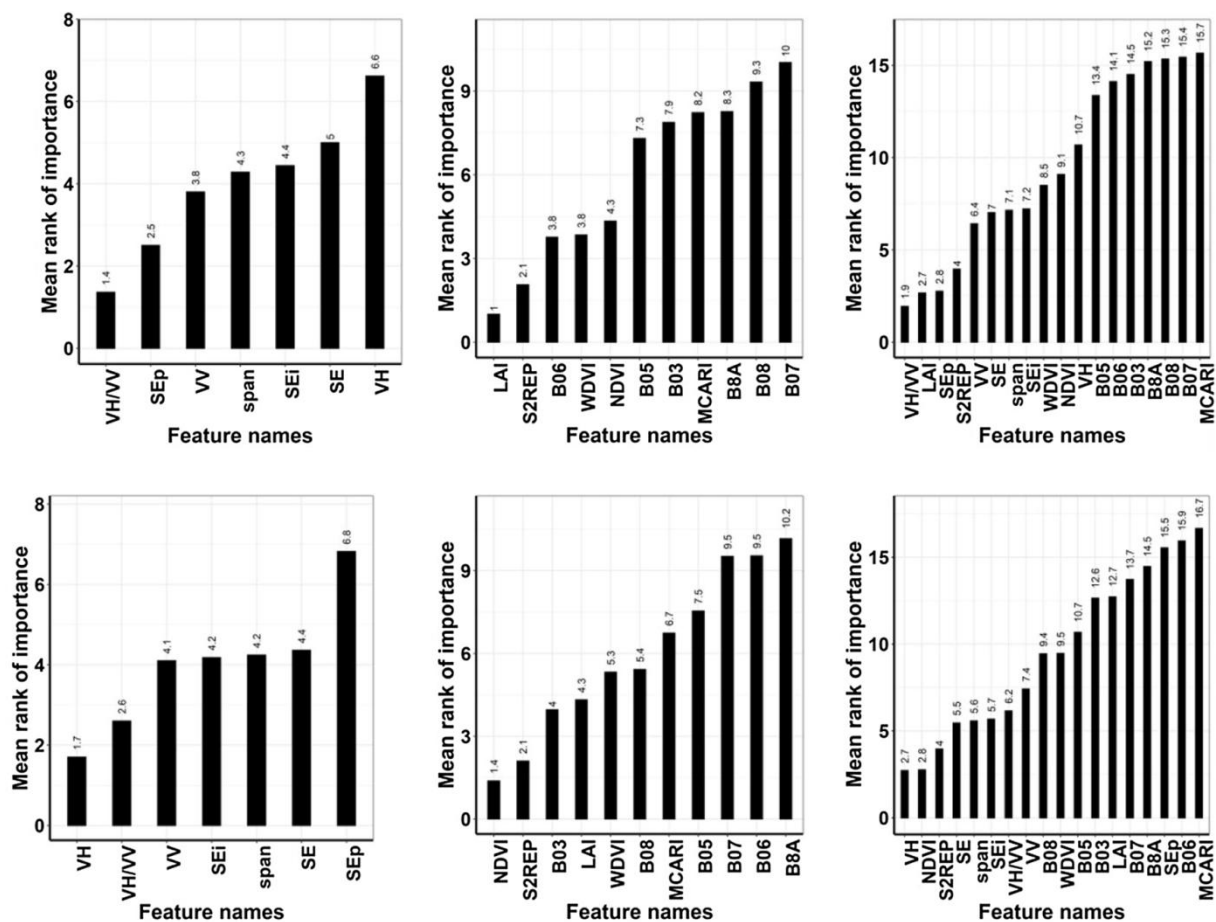 Mean rank of importance
8
6
4
2
0
1.4
2.5
3.8
4.3
4.4
5
6.6
VH/VV
SEp
VV
span
SEi
SE
VH
Feature names
Mean rank of importance
9
6
3
0
1
2.1
3.8
3.8
4.3
7.3
7.9
8.2
8.3
9.3
10
LAI
S2REP
B06
WDVI
NDVI
B05
B03
MCARI
B8A
B08
B07
Feature names
Mean rank of importance
15
10
5
0
1.9
2.7
2.8
4
6.4
7
7.1
7.2
8.5
9.1
10.7
13.4
14.1
14.5
15.2
15.3
15.4
15.7
VH/VV
LAI
SEp
S2REP
VV
SE
span
SEi
WDVI
NDVI
VH
B05
B06
B03
B8A
B08
B07
MCARI
Feature names
Mean rank of importance
8
6
4
2
0
1.7
2.6
4.1
4.2
4.2
4.4
6.8
VH
VH/VV
VV
SEi
span
SE
SEp
Feature names
Mean rank of importance
9
6
3
0
1.4
2.1
4
4.3
5.3
5.4
6.7
7.5
9.5
9.5
10.2
NDVI
S2REP
B03
LAI
WDVI
B08
MCARI
B05
B07
B06
B8A
Feature names
Mean rank of importance
15
10
5
0
2.7
2.8
4
5.5
5.6
5.7
6.2
7.4
9.4
9.5
10.7
12.6
12.7
13.7
14.5
15.5
15.9
16.7
VH
NDVI
S2REP
SE
span
SEi
VH/VV
VV
B08
WDVI
B05
B03
LAI
B07
B8A
SEp
B06
MCARI
Feature names